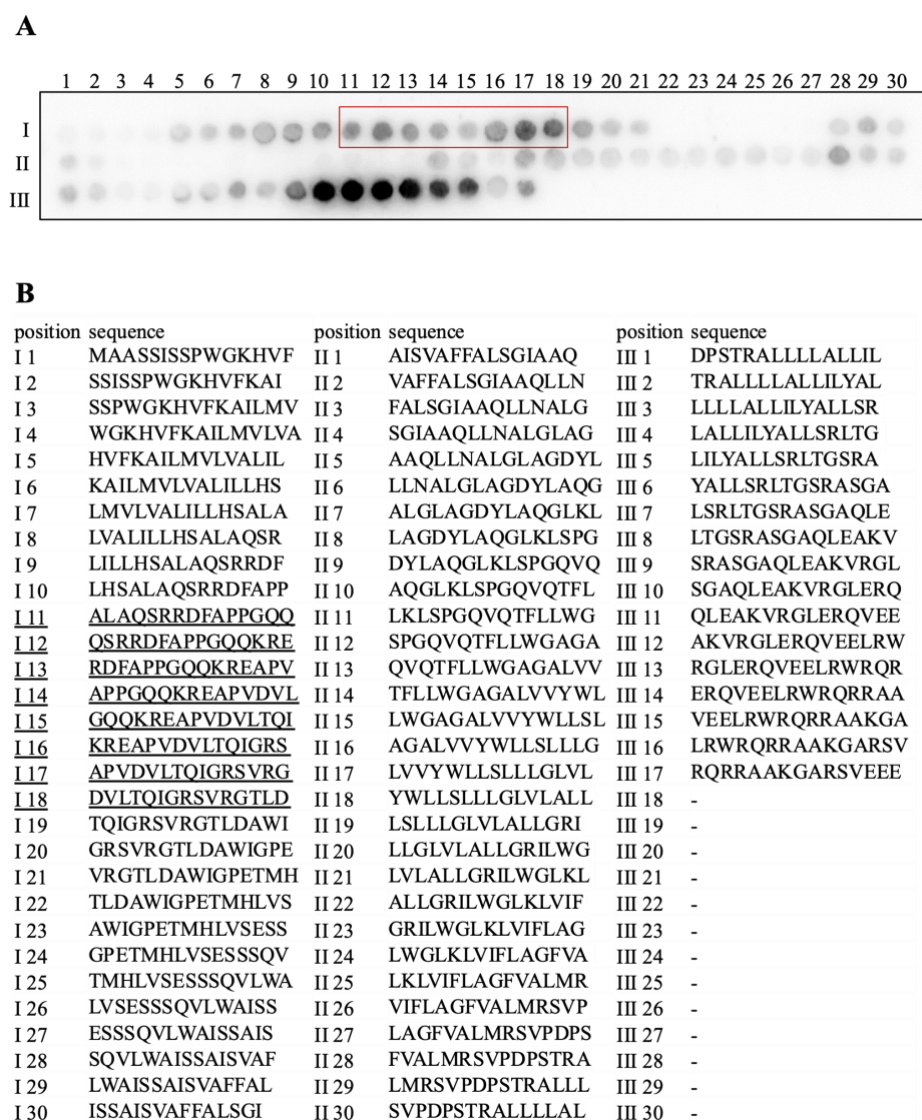 A
1 2 3 4 5 6 7 8 9 10 11 12 13 14 15 16 17 18 19 20 21 22 23 24 25 26 27 28 29 30
I
II
III
B
position sequence position sequence position sequence
I 1 MAASSISSPWGKHVF II 1 AISVAFFALSGIAAQ III 1 DPSTRALLLLALLIL
I 2 SSISSPWGKHVFKAI II 2 VAFFALSGIAAQLLN III 2 TRALLLLALLILYAL
I 3 SSPWGKHVFKAILMV II 3 FALSGIAAQLLNALG III 3 LLLLALLILYALLSR
I 4 WGKHVFKAILMVLVA II 4 SGIAAQLLNALGLAG III 4 LALLILYALLSRLTG
I 5 HVFKAILMVLVALIL II 5 AAQLLNALGLAGDYL III 5 LILYALLSRLTGSRA
I 6 KAILMVLVALILLHS II 6 LLNALGLAGDYLAQG III 6 YALLSRLTGSRASGA
I 7 LMVLVALILLHSALA II 7 ALGLAGDYLAQGLKL III 7 LSRLTGSRASGAQLE
I 8 LVALILLHSALAQSR II 8 LAGDYLAQGLKLSPG III 8 LTGSRASGAQLEAKV
I 9 LILLHSALAQSRRDF II 9 DYLAQGLKLSPGQVQ III 9 SRASGAQLEAKVRGL
I 10 LHSALAQSRRDFAPP II 10 AQGLKLSPGQVQTFL III 10 SGAQLEAKVRGLERQ
I 11 ALAQSRRDFAPPGQQ II 11 LKLSPGQVQTFLLWG III 11 QLEAKVRGLERQVEE
I 12 QSRRDFAPPGQQKRE II 12 SPGQVQTFLLWGAGA III 12 AKVRGLERQVEELRW
I 13 RDFAPPGQQKREAPV II 13 QVQTFLLWGAGALVV III 13 RGLERQVEELRWRQR
I 14 APPGQQKREAPVDVL II 14 TFLLWGAGALVVYWL III 14 ERQVEELRWRQRRAA
I 15 GQQKREAPVDVLTQI II 15 LWGAGALVVYWLLSL III 15 VEELRWRQRRAAKGA
I 16 KREAPVDVLTQIGRS II 16 AGALVVYWLLSLLLG III 16 LRWRQRRAAKGARSV
I 17 APVDVLTQIGRSVRG II 17 LVVYWLLSLLLGLVL III 17 RQRRAAKGARSVEEE
I 18 DVLTQIGRSVRGTLD II 18 YWLLSLLLGLVLALL III 18 -
I 19 TQIGRSVRGTLDAWI II 19 LSLLLGLVLALLGRI III 19 -
I 20 GRSVRGTLDAWIGPE II 20 LLGLVLALLGRILWG III 20 -
I 21 VRGTLDAWIGPETMH II 21 LVLALLGRILWGLKL III 21 -
I 22 TLDAWIGPETMHLVS II 22 ALLGRILWGLKLVIF III 22 -
I 23 AWIGPETMHLVSESS II 23 GRILWGLKLVIFLAG III 23 -
I 24 GPETMHLVSESSSQV II 24 LWGLKLVIFLAGFVA III 24 -
I 25 TMHLVSESSSQVLWA II 25 LKLVIFLAGFVALMR III 25 -
I 26 LVSESSSQVLWAISS II 26 VIFLAGFVALMRSVP III 26 -
I 27 ESSSQVLWAISSAIS II 27 LAGFVALMRSVPDPS III 27 -
I 28 SQVLWAISSAISVAF II 28 FVALMRSVPDPSTRA III 28 -
I 29 LWAISSAISVAFFAL II 29 LMRSVPDPSTRALLL III 29 -
I 30 ISSAISVAFFALSGI II 30 SVPDPSTRALLLLAL III 30 -